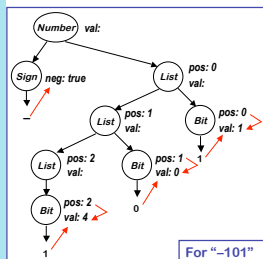 Number val:
Sign neg: true
List pos: 0
val:
–
List pos: 1
val:
Bit pos: 0
val: 1
1
List pos: 2
val:
Bit pos: 1
val: 0
0
Bit pos: 2
val: 4
1
For “–101”